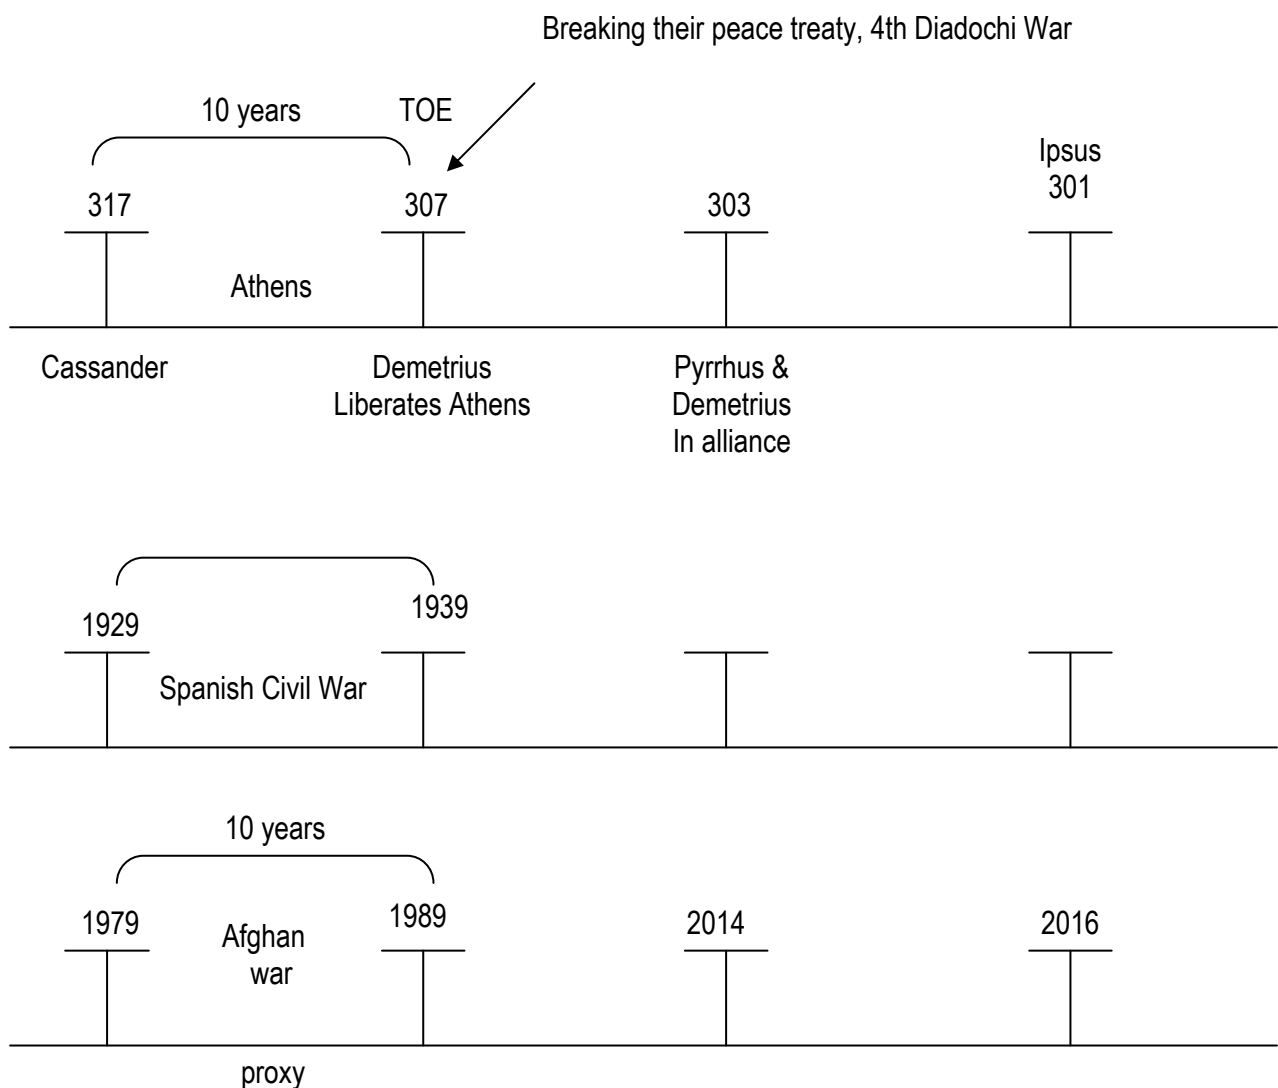 Breaking their peace treaty, 4th Diadochi War
10 years
TOE
Ipsus
301
317
307
303
Athens
Cassander
Demetrius
Liberates Athens
Pyrrhus &
Demetrius
In alliance
1929
1939
Spanish Civil War
10 years
1979
1989
2014
2016
Afghan
war
proxy